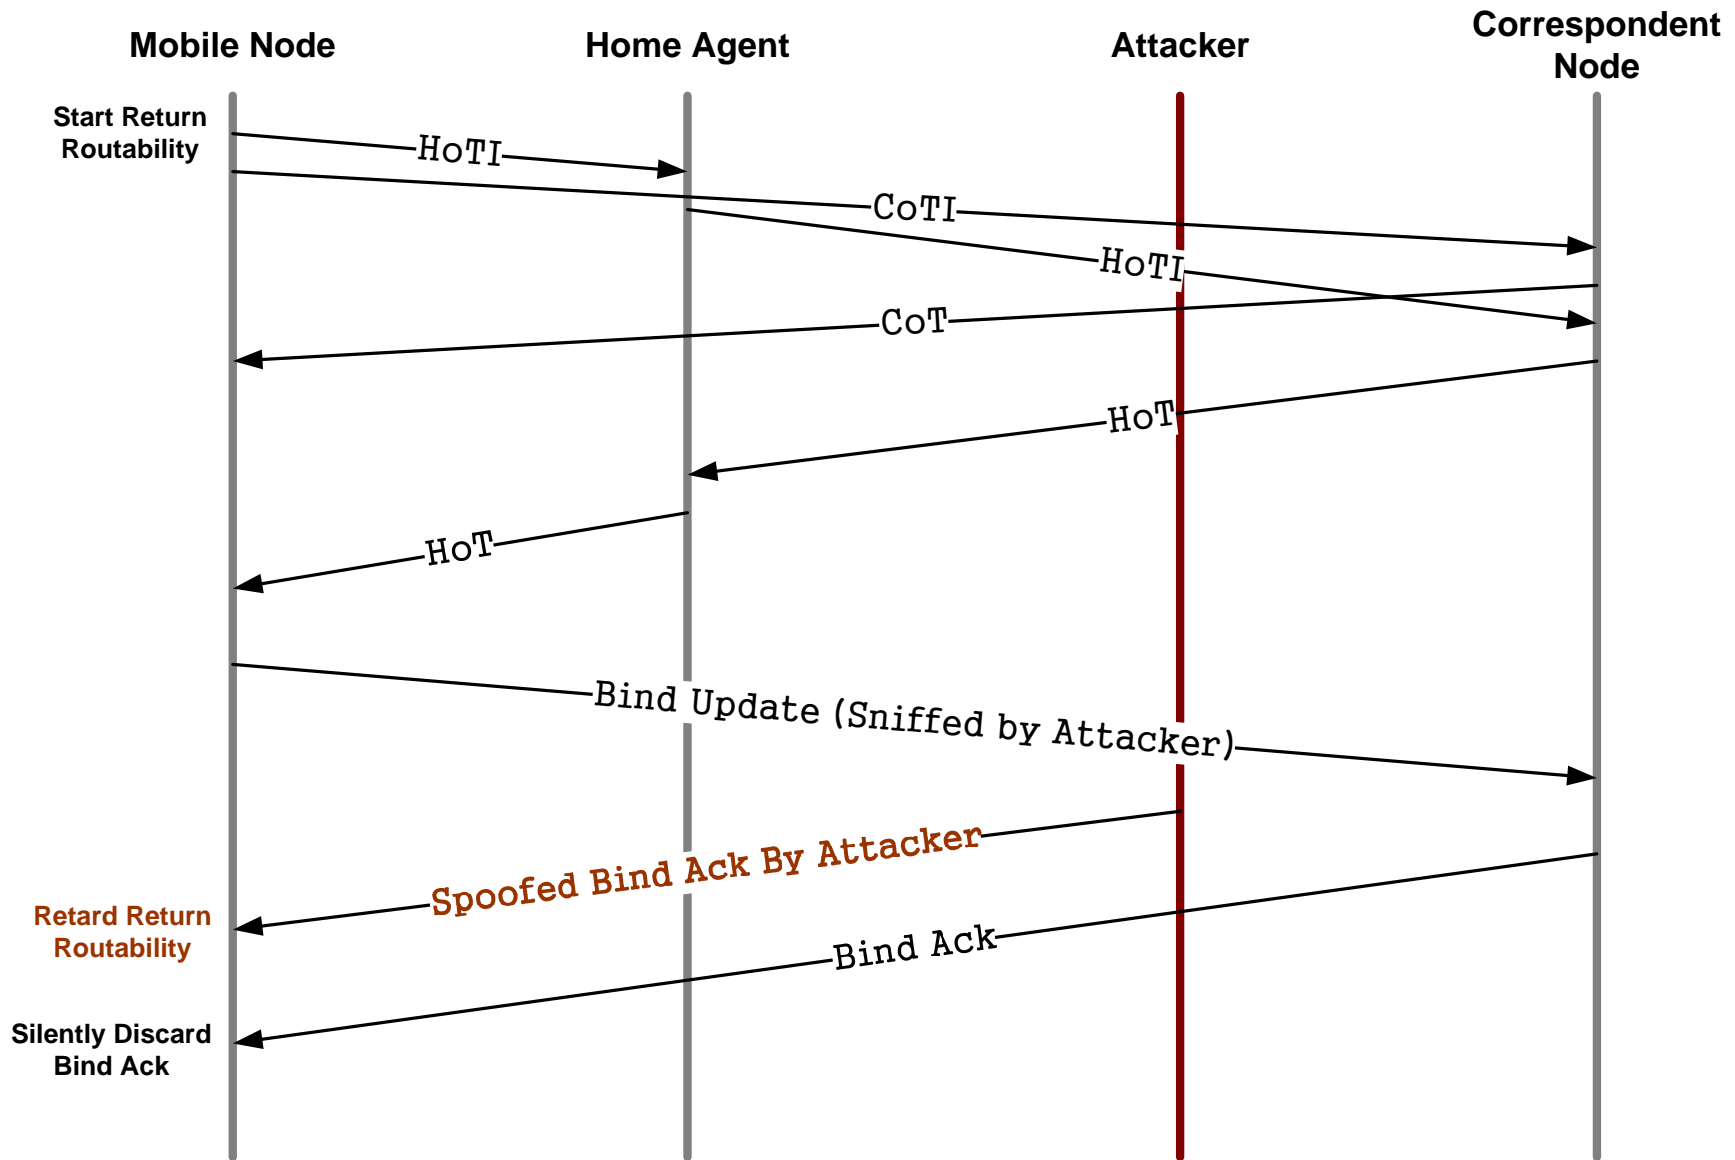 Mobile Node
Home Agent
Attacker
Correspondent
Node
Start Return
Routability
HoTI
CoTI
HoTI
CoT
HoT
HoT
Bind Update (Sniffed by Attacker)
Spoofed Bind Ack By Attacker
Retard Return
Routability
Bind Ack
Silently Discard
Bind Ack